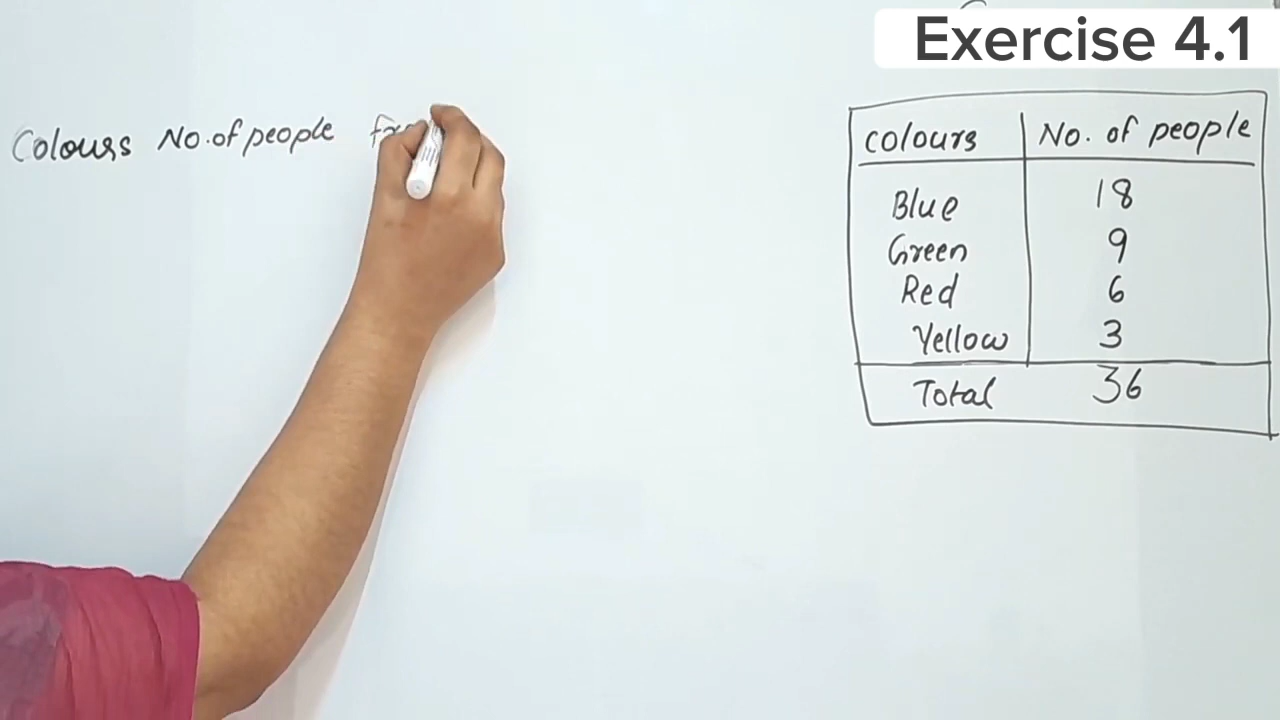 Exercise 4.1
Colours No. of people
colours No. of people
Blue 18
Green 9
Red 6
Yellow 3
Total 36